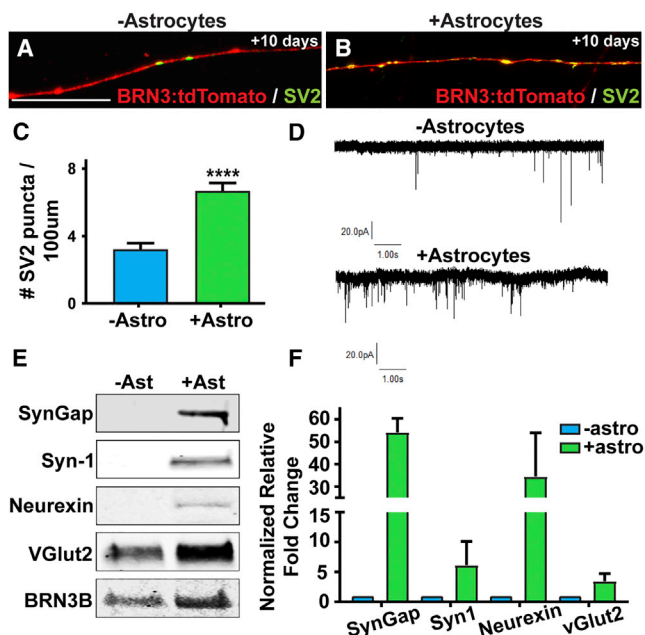 -Astrocytes
+Astrocytes
A
+10 days
BRN3:tdTomato / SV2
B
+10 days
BRN3:tdTomato / SV2
C
# SV2 puncta / 100um
8
4
0
****
-Astro
+Astro
D
-Astrocytes
20.0pA
1.00s
+Astrocytes
20.0pA
1.00s
E
-Ast
+Ast
SynGap
Syn-1
Neurexin
VGlut2
BRN3B
F
Normalized Relative
Fold Change
60
50
40
30
15
10
5
0
-astro
+astro
SynGap
Syn1
Neurexin
vGlut2